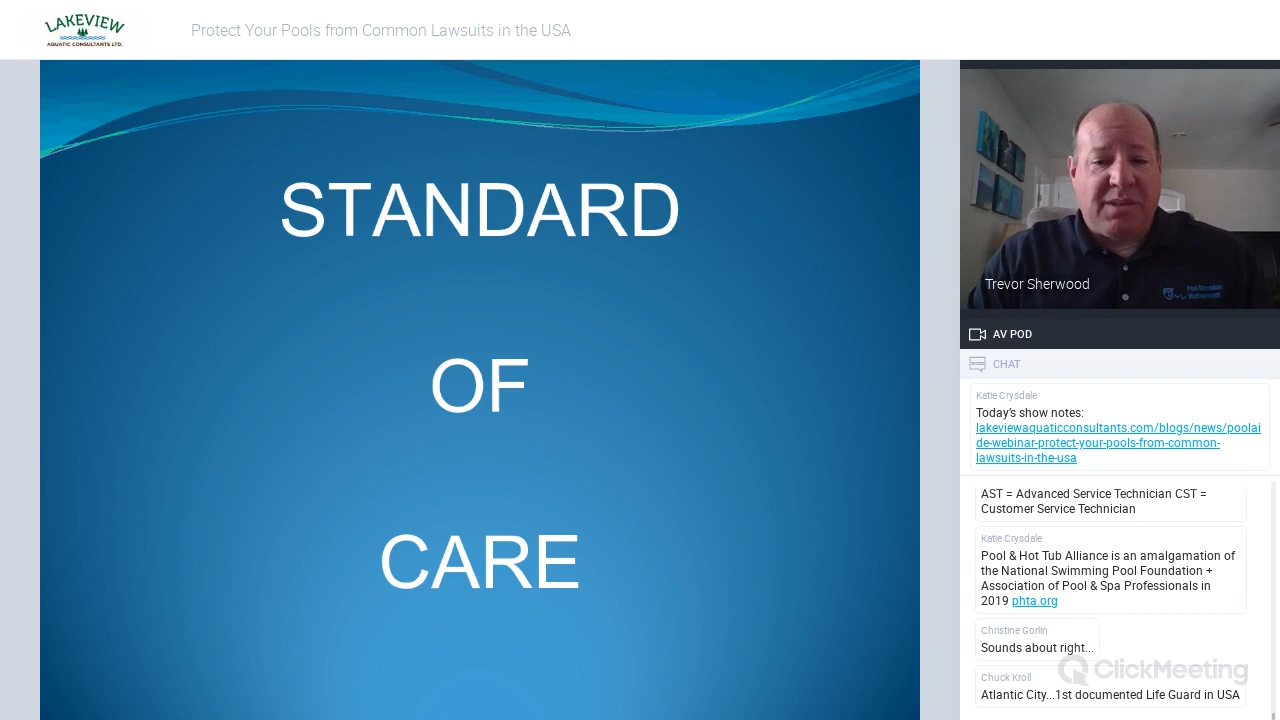 LAKEVIEW
AQUATIC CONSULTANTS LTD.
Protect Your Pools from Common Lawsuits in the USA
STANDARD
OF
CARE
Trevor Sherwood
AV POD
CHAT
Katie Crysdale
Today's show notes:
lakeviewaquaticconsultants.com/blogs/news/poolai
de-webinar-protect-your-pools-from-common-
lawsuits-in-the-usa
AST = Advanced Service Technician CST =
Customer Service Technician
Katie Crysdale
Pool & Hot Tub Alliance is an amalgamation of
the National Swimming Pool Foundation +
Association of Pool & Spa Professionals in
2019 phta.org
Christine Gorlin
Sounds about right...
ClickMeeting
Chuck Kroll
Atlantic City...1st documented Life Guard in USA